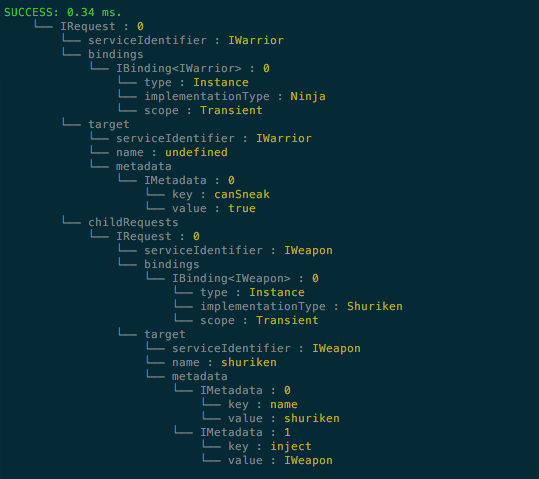 SUCCESS: 0.34 ms.
└── IRequest : 0
└── serviceIdentifier : IWarrior
└── bindings
└── IBinding<IWarrior> : 0
└── type : Instance
└── implementationType : Ninja
└── scope : Transient
└── target
└── serviceIdentifier : IWarrior
└── name : undefined
└── metadata
└── IMetadata : 0
└── key : canSneak
└── value : true
└── childRequests
└── IRequest : 0
└── serviceIdentifier : IWeapon
└── bindings
└── IBinding<IWeapon> : 0
└── type : Instance
└── implementationType : Shuriken
└── scope : Transient
└── target
└── serviceIdentifier : IWeapon
└── name : shuriken
└── metadata
└── IMetadata : 0
└── key : name
└── value : shuriken
└── IMetadata : 1
└── key : inject
└── value : IWeapon